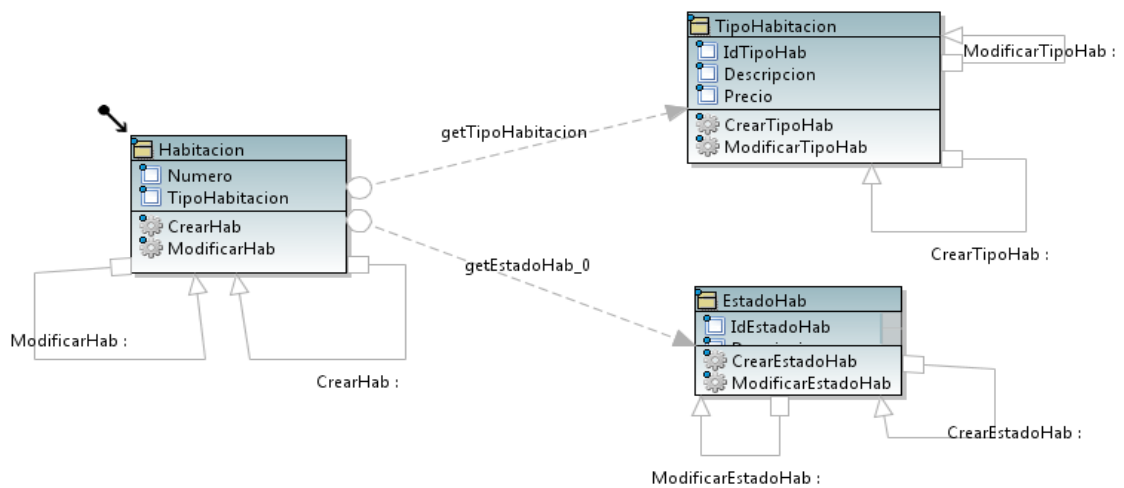 TipoHabitacion
IdTipoHab
Descripcion
Precio
CrearTipoHab
ModificarTipoHab
ModificarTipoHab :
CrearTipoHab :
getTipoHabitacion
Habitacion
Numero
TipoHabitacion
CrearHab
ModificarHab
ModificarHab :
CrearHab :
getEstadoHab_0
EstadoHab
IdEstadoHab
CrearEstadoHab
ModificarEstadoHab
CrearEstadoHab :
ModificarEstadoHab :